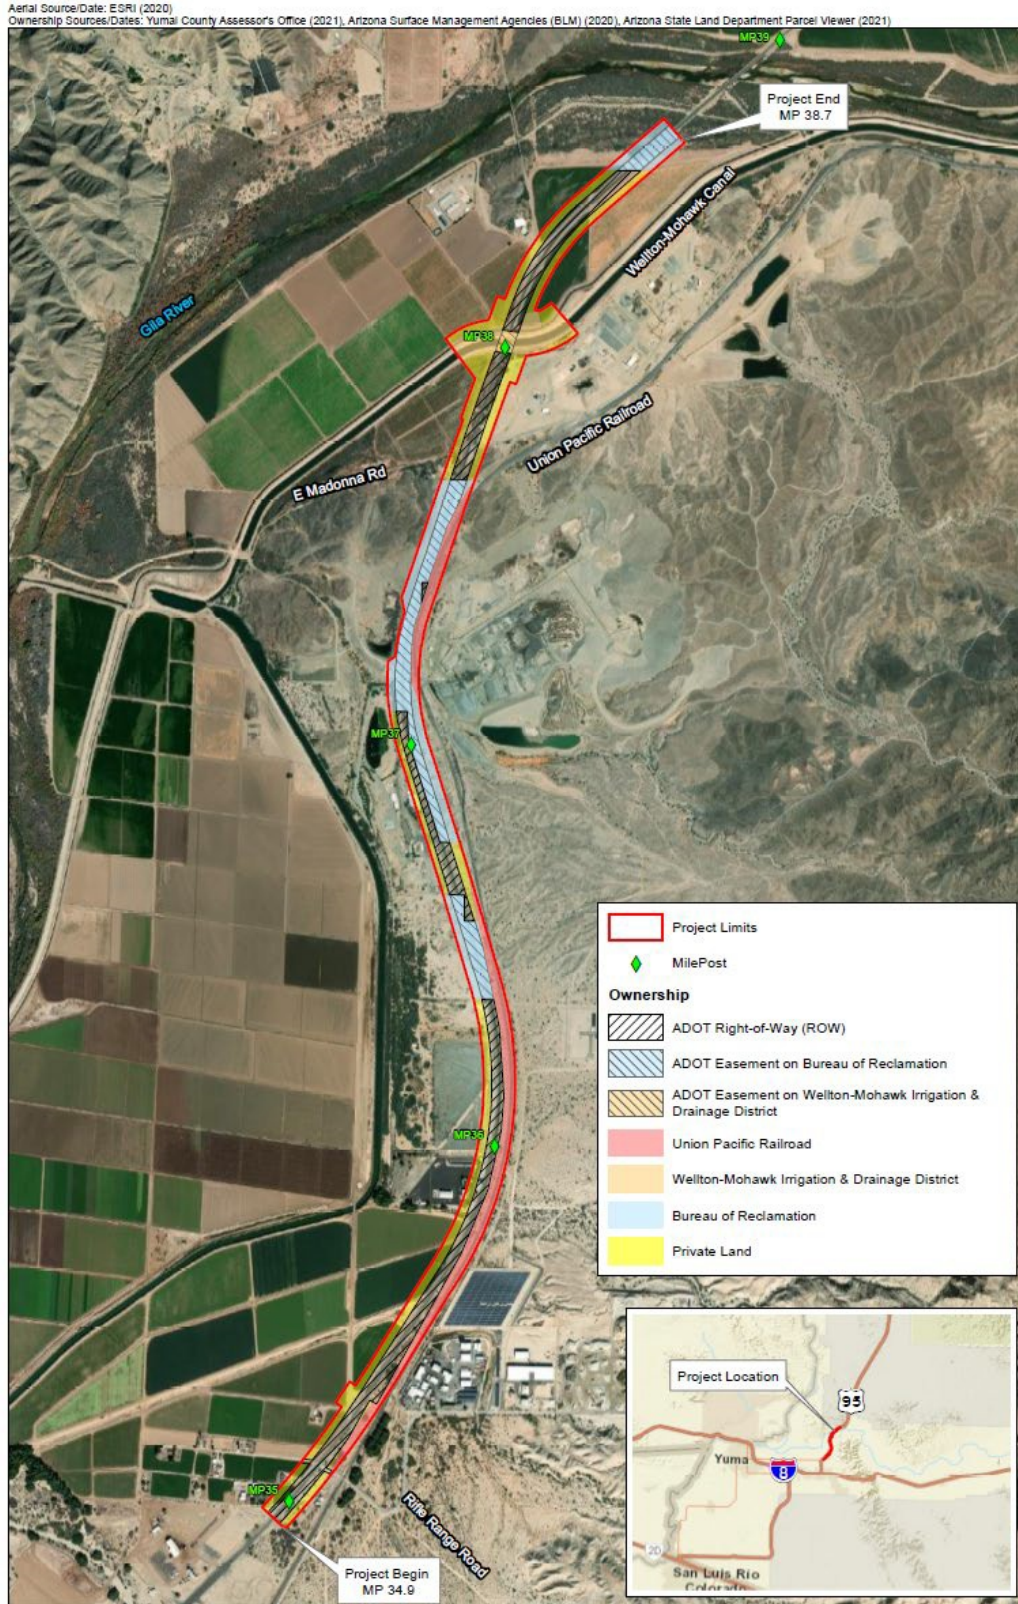 Aerial Source/Date: ESRI (2020)
Ownership Sources/Dates: Yumal County Assessor's Office (2021), Arizona Surface Management Agencies (BLM) (2020), Arizona State Land Department Parcel Viewer (2021)
MP39
Project End
MP 38.7
Wellton-Mohawk Canal
Gila River
MP38
Union Pacific Railroad
E Madonna Rd
MP37
Project Limits
MilePost
Ownership
ADOT Right-of-Way (ROW)
ADOT Easement on Bureau of Reclamation
ADOT Easement on Wellton-Mohawk Irrigation &
Drainage District
Union Pacific Railroad
Wellton-Mohawk Irrigation & Drainage District
Bureau of Reclamation
Private Land
MP36
MP35
Rifle Range Road
Project Begin
MP 34.9
Project Location
95
Yuma
8
2D
San Luis Río
Colorado